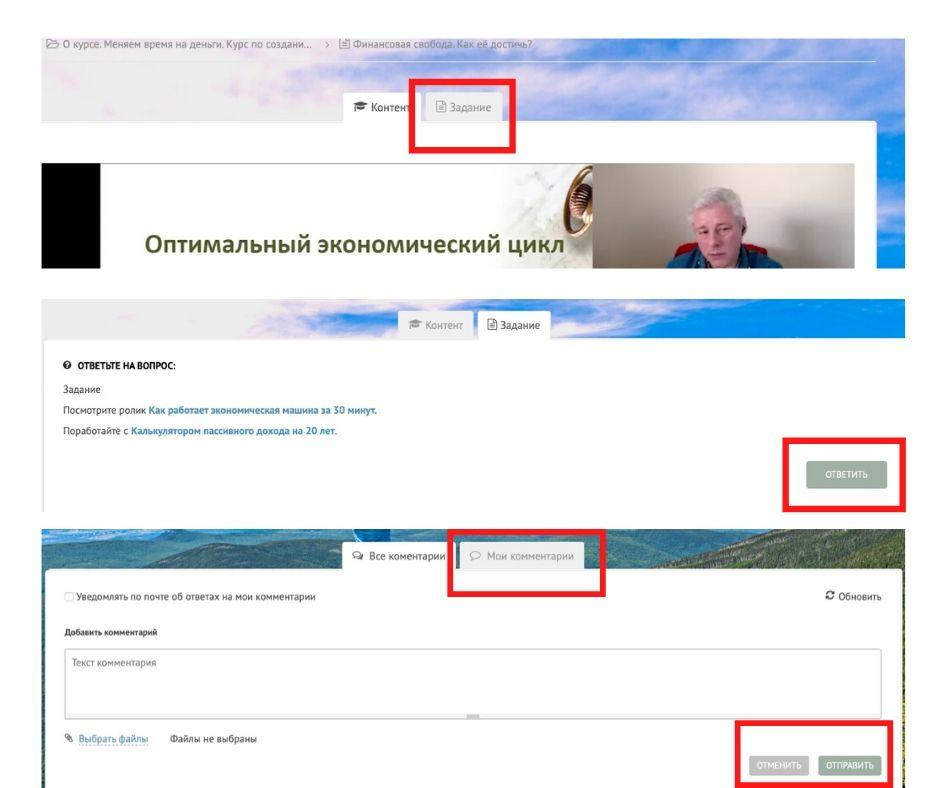 О курсе. Меняем время на деньги. Курс по создани... > Финансовая свобода. Как её достичь?
Контент Задание
Оптимальный экономический цикл
Контент Задание
ОТВЕТЬТЕ НА ВОПРОС:
Задание
Посмотрите ролик Как работает экономическая машина за 30 минут.
Поработайте с Калькулятором пассивного дохода на 20 лет.
ОТВЕТИТЬ
Все коментарии Мои комментарии
Уведомлять по почте об ответах на мои комментарии Обновить
Добавить комментарий
Текст комментария
Выбрать файлы Файлы не выбраны
ОТМЕНИТЬ ОТПРАВИТЬ